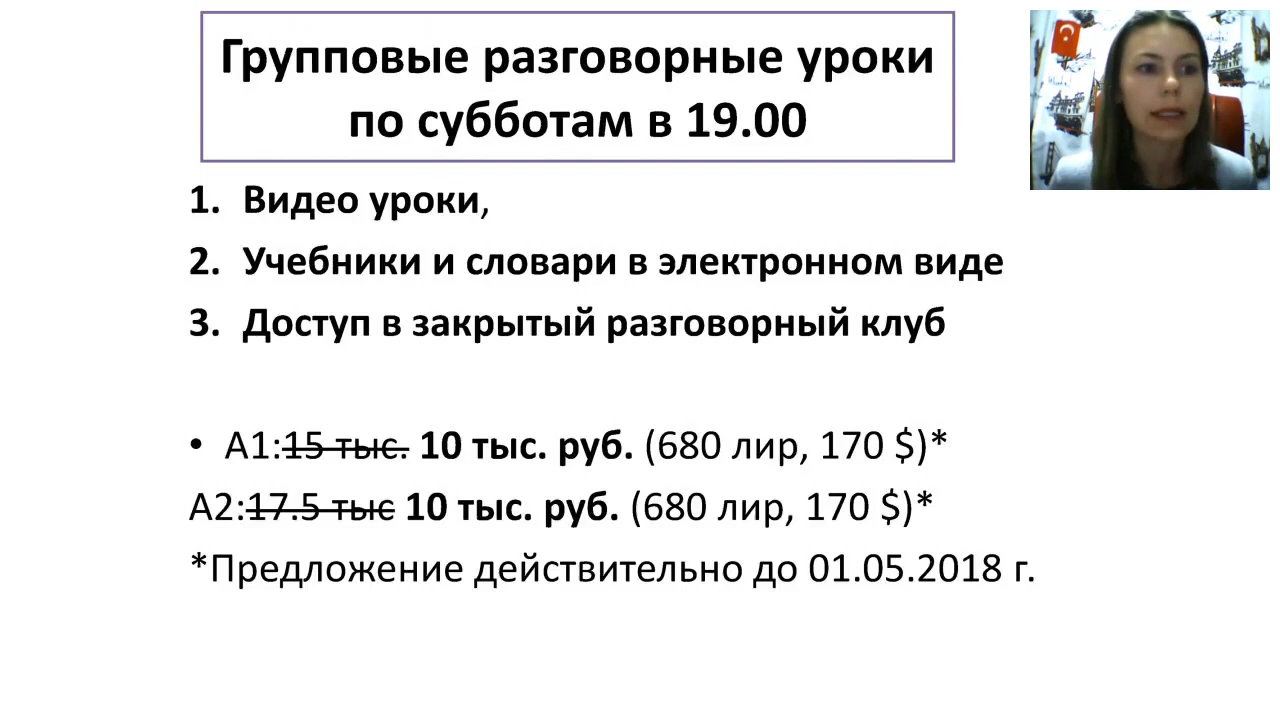 Групповые разговорные уроки
по субботам в 19.00
1. Видео уроки,
2. Учебники и словари в электронном виде
3. Доступ в закрытый разговорный клуб
• А1:15 тыс. 10 тыс. руб. (680 лир, 170 $)*
А2:17.5 тыс 10 тыс. руб. (680 лир, 170 $)*
*Предложение действительно до 01.05.2018 г.